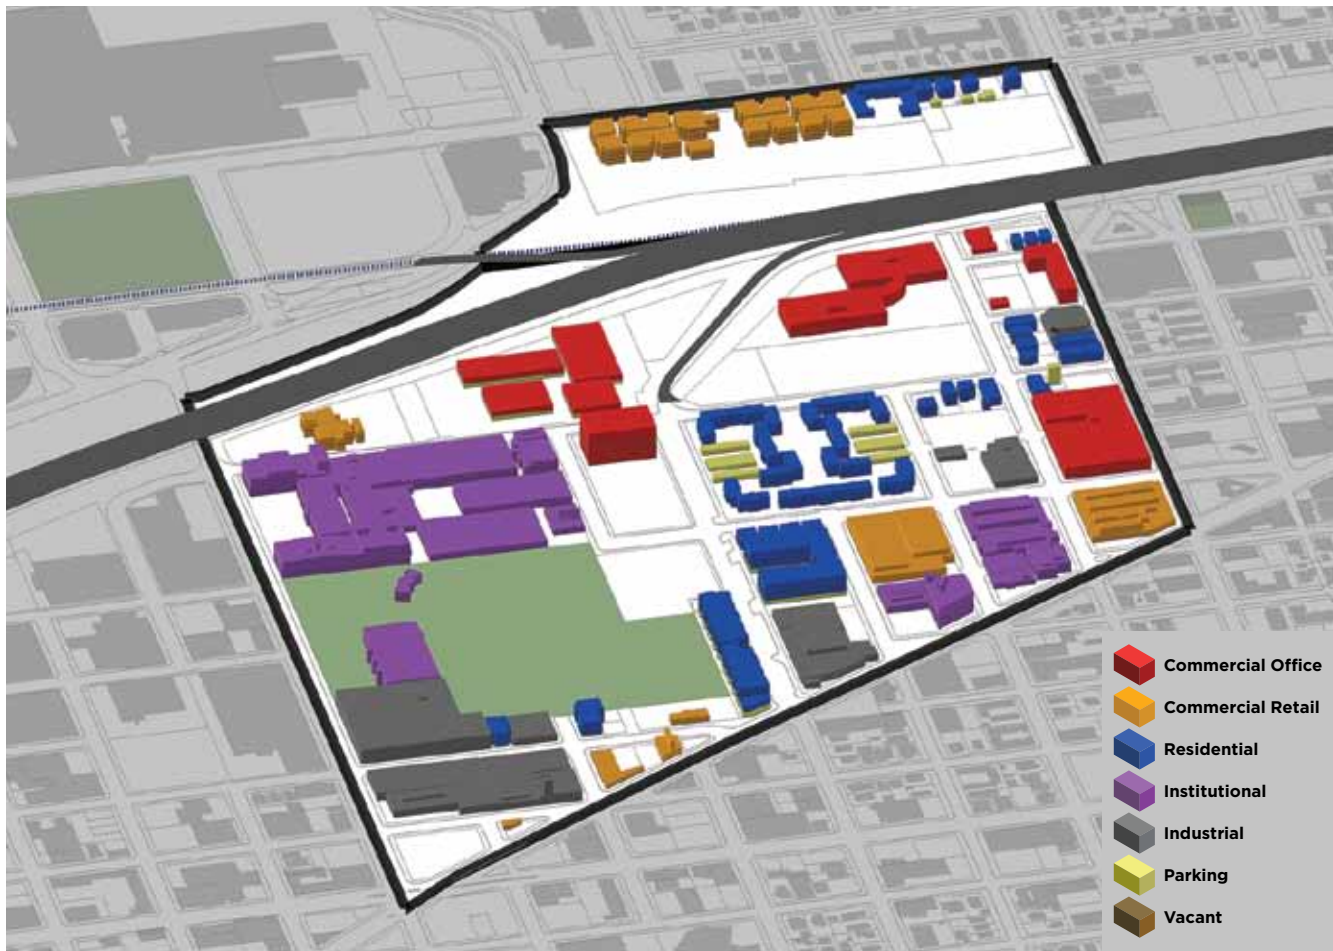 Commercial Office
Commercial Retail
Residential
Institutional
Industrial
Parking
Vacant